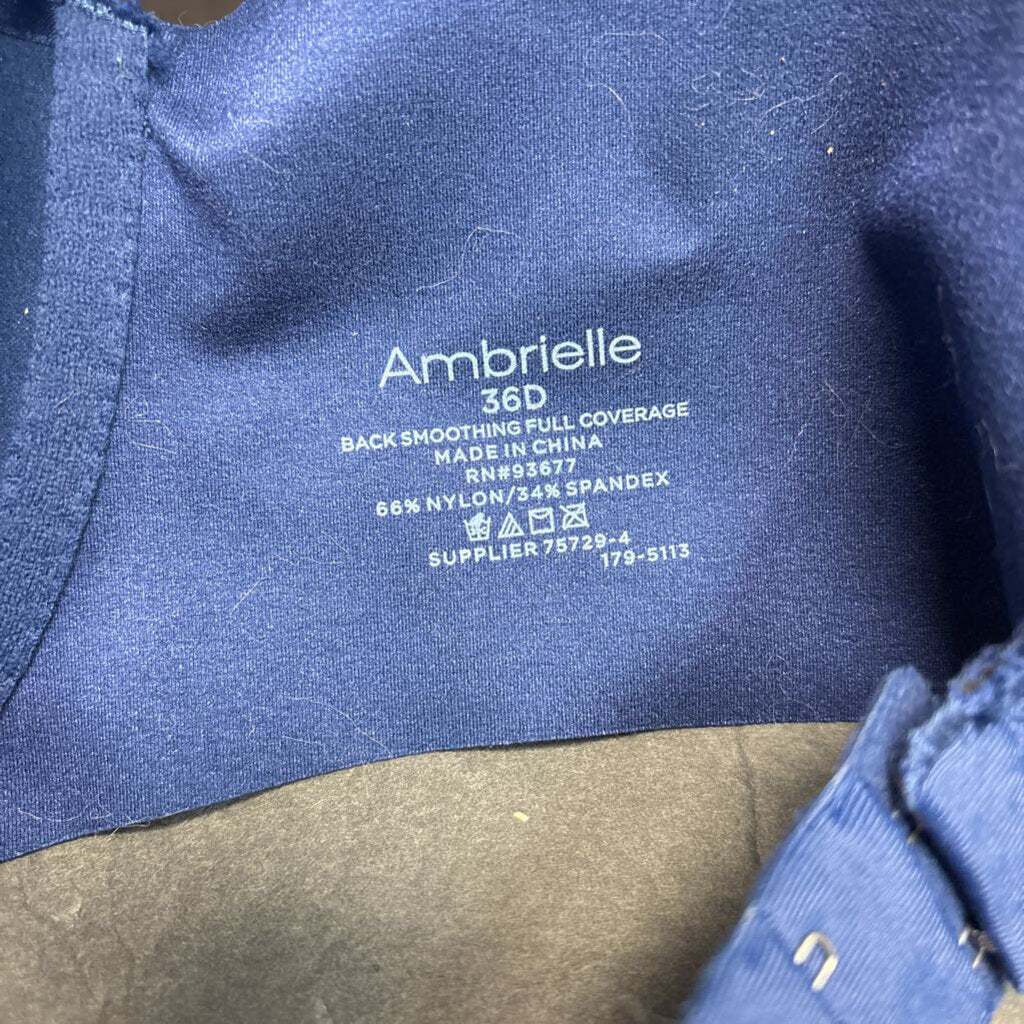 Ambrielle
36D
BACK SMOOTHING FULL COVERAGE
MADE IN CHINA
RN#93677
66% NYLON/34% SPANDEX
SUPPLIER 75729-4
179-5113